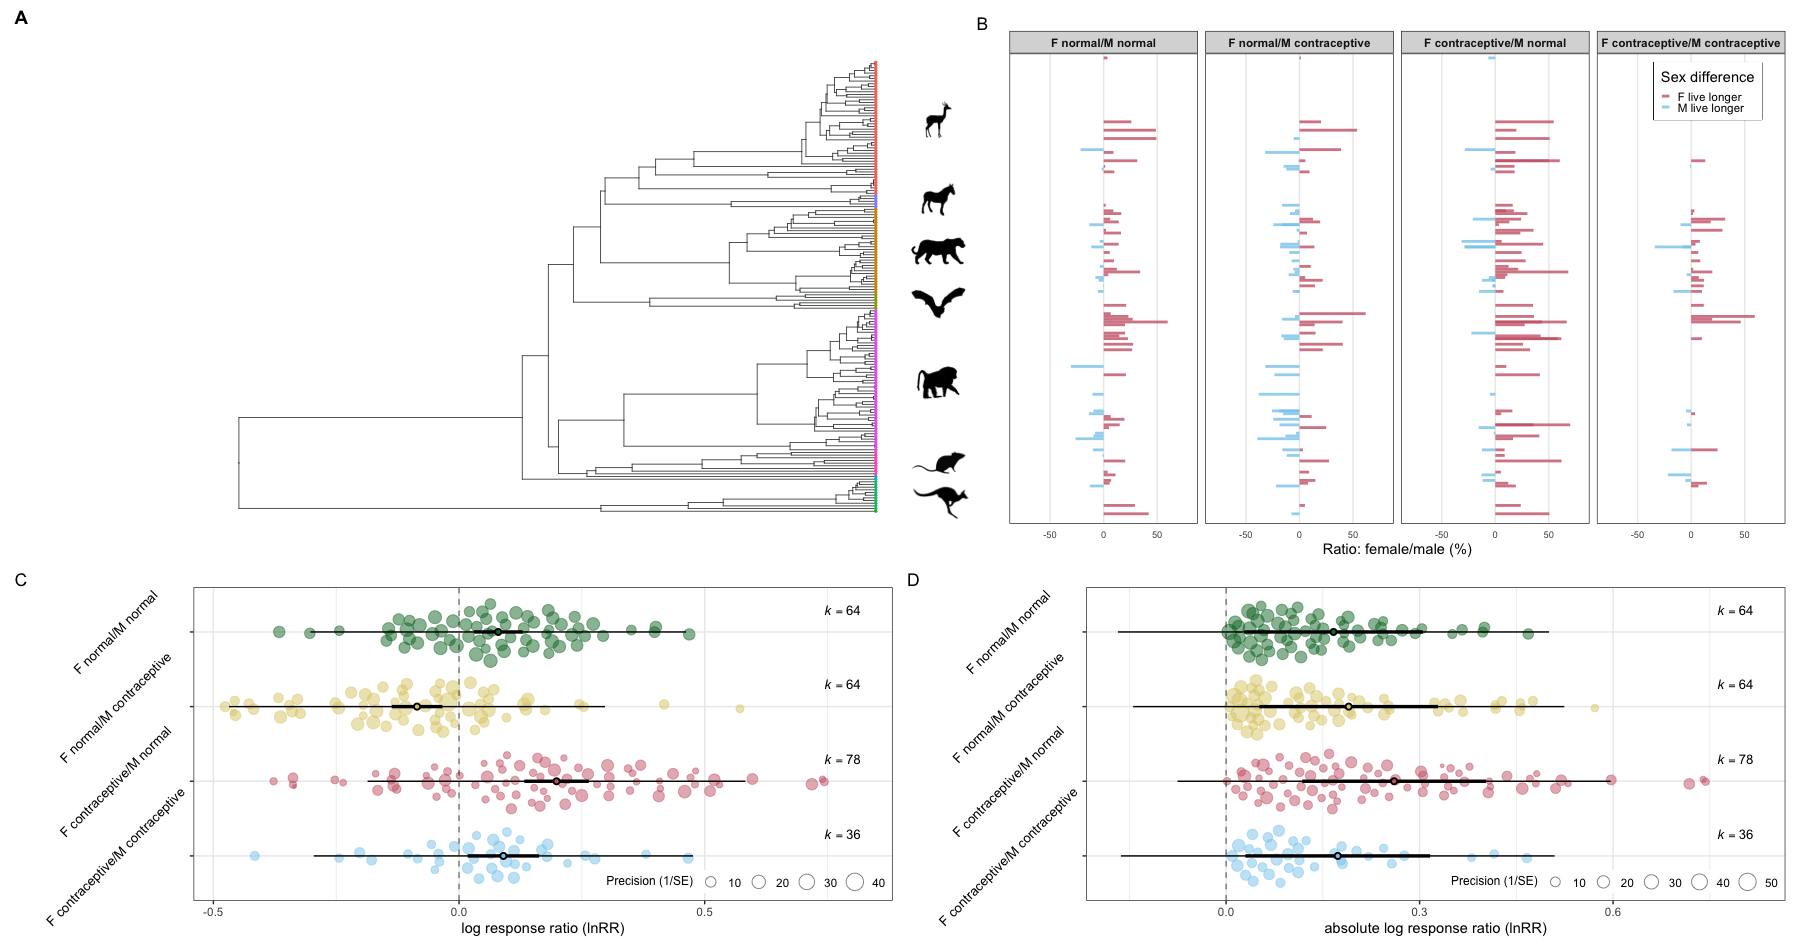 A
B
F normal/M normal
F normal/M contraceptive
F contraceptive/M normal
F contraceptive/M contraceptive
Sex difference
F live longer
M live longer
-50 0 50
-50 0 50
-50 0 50
-50 0 50
Ratio: female/male (%)
C
F normal/M normal
F normal/M contraceptive
F contraceptive/M normal
F contraceptive/M contraceptive
k = 64
k = 64
k = 78
k = 36
Precision (1/SE) 10 20 30 40
-0.5 0.0 0.5
log response ratio (lnRR)
D
F normal/M normal
F normal/M contraceptive
F contraceptive/M normal
F contraceptive/M contraceptive
k = 64
k = 64
k = 78
k = 36
Precision (1/SE) 10 20 30 40 50
0.0 0.3 0.6
absolute log response ratio (lnRR)